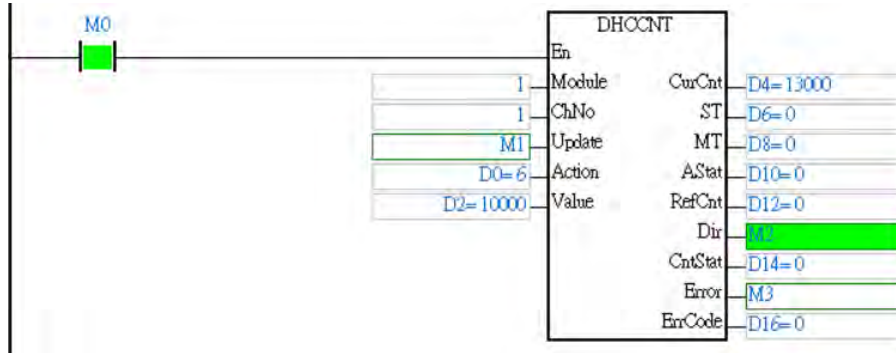 M0
DHCCNT
En
1 Module CurCnt D4=13000
1 ChNo ST D6=0
M1 Update MT D8=0
D0=6 Action AStat D10=0
D2=10000 Value RefCnt D12=0
Dir M2
CntStat D14=0
Error M3
ErrCode D16=0